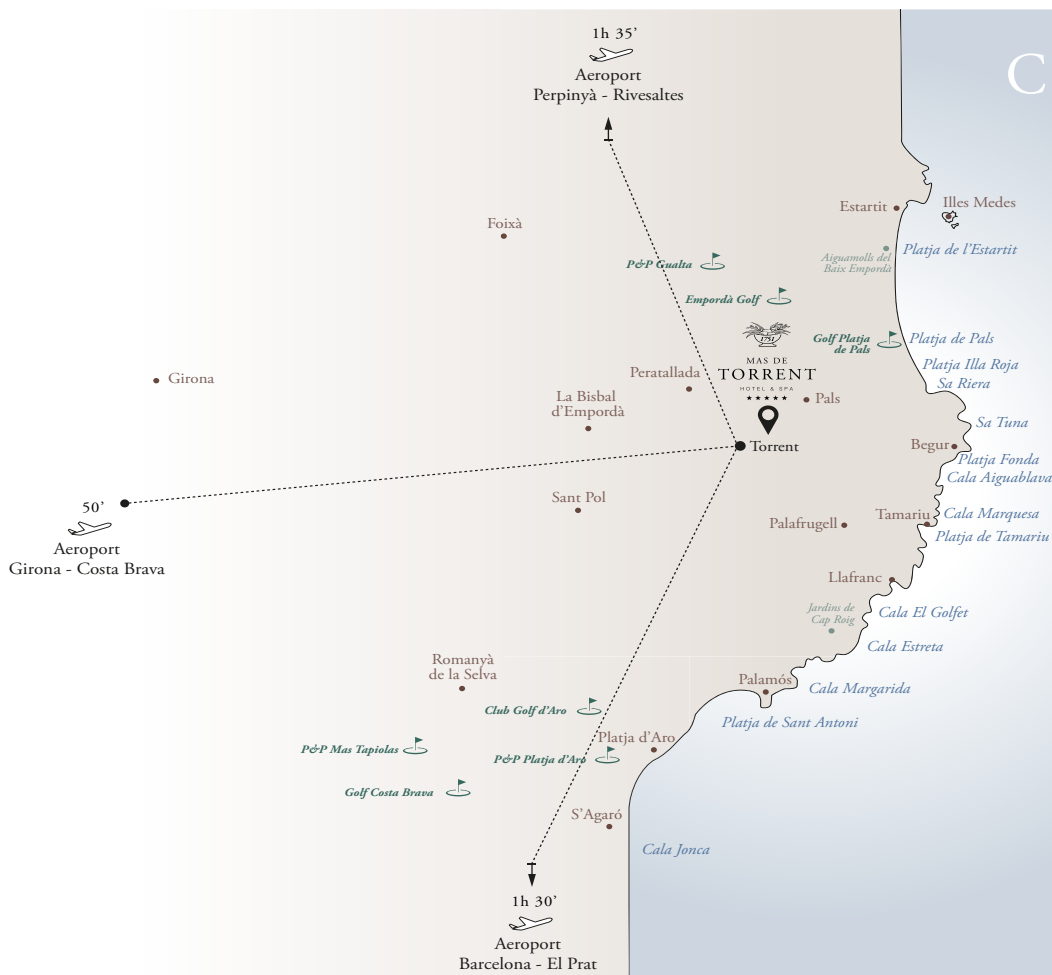 1h 35’
Aeroport
Perpinyà - Rivesaltes
C
Estartit
Illes Medes
Foixà
Platja de l’Estartit
Aiguamolls del
Baix Empordà
P&P Gualta
Empordà Golf
1751
Golf Platja
de Pals
Platja de Pals
MAS DE
TORRENT
HOTEL & SPA
★★★★★
Platja Illa Roja
Sa Riera
Girona
Peratallada
La Bisbal
d’Empordà
Pals
Sa Tuna
Torrent
Begur
Platja Fonda
Cala Aiguablava
50’
Aeroport
Girona - Costa Brava
Sant Pol
Palafrugell
Tamariu
Cala Marquesa
Platja de Tamariu
Llafranc
Jardins de
Cap Roig
Cala El Golfet
Cala Estreta
Romanyà
de la Selva
Palamós
Cala Margarida
Club Golf d’Aro
Platja de Sant Antoni
P&P Mas Tapiolas
Platja d’Aro
P&P Platja d’Aro
Golf Costa Brava
S’Agaró
Cala Jonca
1h 30’
Aeroport
Barcelona - El Prat